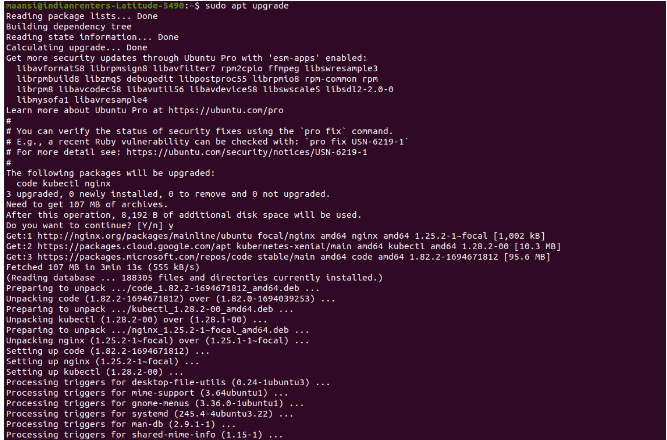 maansi@indianrenters-Latitude-5490:~$ sudo apt upgrade
Reading package lists... Done
Building dependency tree
Reading state information... Done
Calculating upgrade... Done
Get more security updates through Ubuntu Pro with 'esm-apps' enabled:
libavformat58 librpmsign8 libavfilter7 rpm2cpio ffmpeg libswresample3
librpmbuild8 libzmq5 debugedit libpostproc55 librpmio8 rpm-common rpm
librpm8 libavcodec58 libavutil56 libavdevice58 libswscale5 libsdl2-2.0-0
libmysofa1 libavresample4
Learn more about Ubuntu Pro at https://ubuntu.com/pro
#
# You can verify the status of security fixes using the `pro fix` command.
# E.g., a recent Ruby vulnerability can be checked with: `pro fix USN-6219-1`
# For more detail see: https://ubuntu.com/security/notices/USN-6219-1
#
The following packages will be upgraded:
code kubectl nginx
3 upgraded, 0 newly installed, 0 to remove and 0 not upgraded.
Need to get 107 MB of archives.
After this operation, 8,192 B of additional disk space will be used.
Do you want to continue? [Y/n] y
Get:1 http://nginx.org/packages/mainline/ubuntu focal/nginx amd64 nginx amd64 1.25.2-1~focal [1,002 kB]
Get:2 https://packages.cloud.google.com/apt kubernetes-xenial/main amd64 kubectl amd64 1.28.2-00 [10.3 MB]
Get:3 https://packages.microsoft.com/repos/code stable/main amd64 code amd64 1.82.2-1694671812 [95.6 MB]
Fetched 107 MB in 3min 13s (555 kB/s)
(Reading database ... 188305 files and directories currently installed.)
Preparing to unpack .../code_1.82.2-1694671812_amd64.deb ...
Unpacking code (1.82.2-1694671812) over (1.82.0-1694039253) ...
Preparing to unpack .../kubectl_1.28.2-00_amd64.deb ...
Unpacking kubectl (1.28.2-00) over (1.28.1-00) ...
Preparing to unpack .../nginx_1.25.2-1~focal_amd64.deb ...
Unpacking nginx (1.25.2-1~focal) over (1.25.1-1~focal) ...
Setting up code (1.82.2-1694671812) ...
Setting up nginx (1.25.2-1~focal) ...
Setting up kubectl (1.28.2-00) ...
Processing triggers for desktop-file-utils (0.24-1ubuntu3) ...
Processing triggers for mime-support (3.64ubuntu1) ...
Processing triggers for gnome-menus (3.36.0-1ubuntu1) ...
Processing triggers for systemd (245.4-4ubuntu3.22) ...
Processing triggers for man-db (2.9.1-1) ...
Processing triggers for shared-mime-info (1.15-1) ...